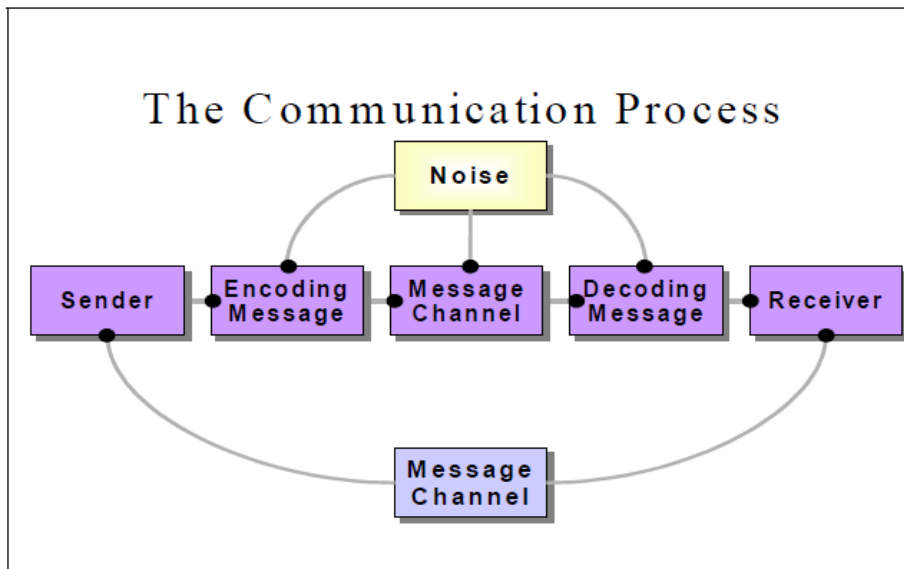 The Communication Process
Noise
Sender
Encoding
Message
Message
Channel
Decoding
Message
Receiver
Message
Channel